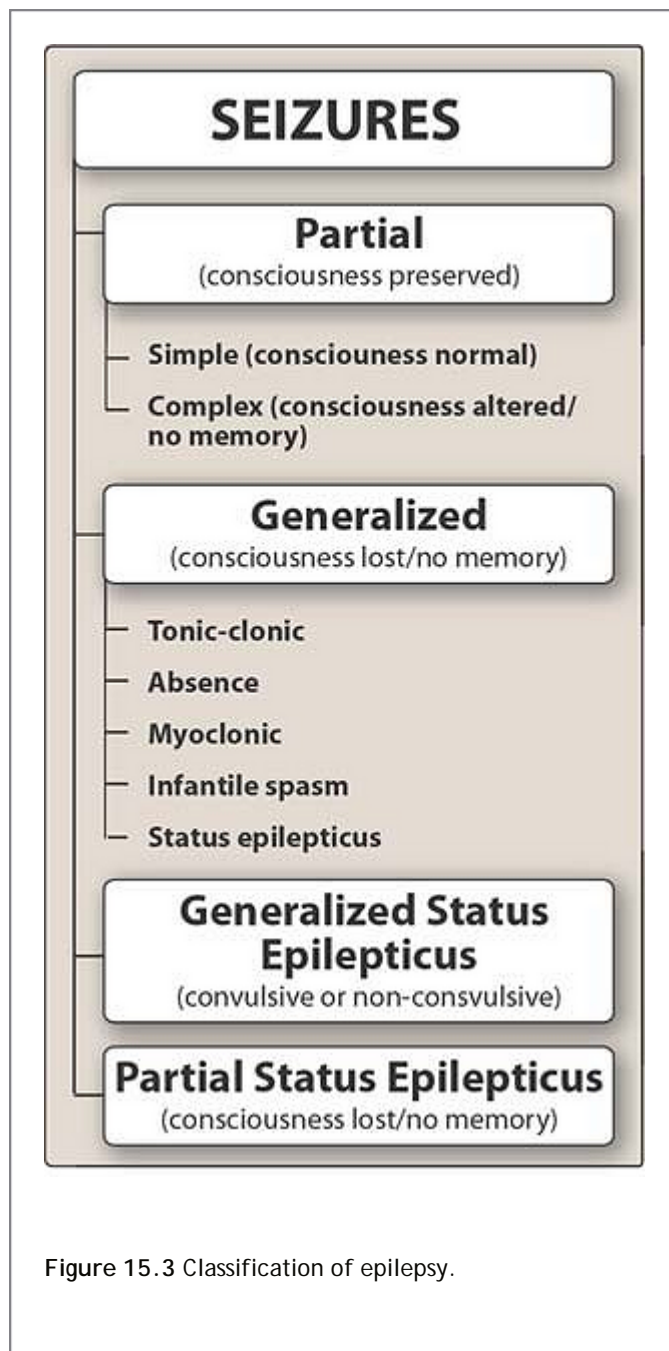 SEIZURES
Partial
(consciousness preserved)
Simple (consciouness normal)
Complex (consciousness altered/
no memory)
Generalized
(consciousness lost/no memory)
Tonic-clonic
Absence
Myoclonic
Infantile spasm
Status epilepticus
Generalized Status
Epilepticus
(convulsive or non-consvulsive)
Partial Status Epilepticus
(consciousness lost/no memory)
Figure 15.3 Classification of epilepsy.